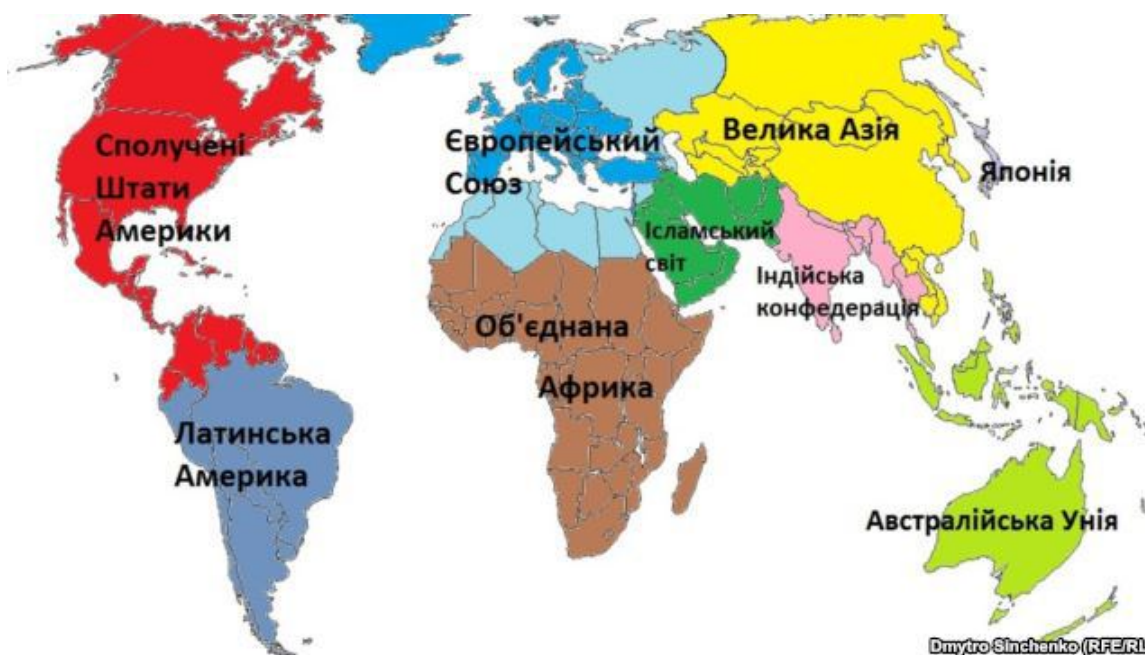 Сполучені
Штати
Америки
Європейський
Союз
Велика Азія
Японія
Ісламський
світ
Індійська
конфедерація
Об'єднана
Африка
Латинська
Америка
Австралійська Унія
Dmytro Sinchenko (RFE/RL